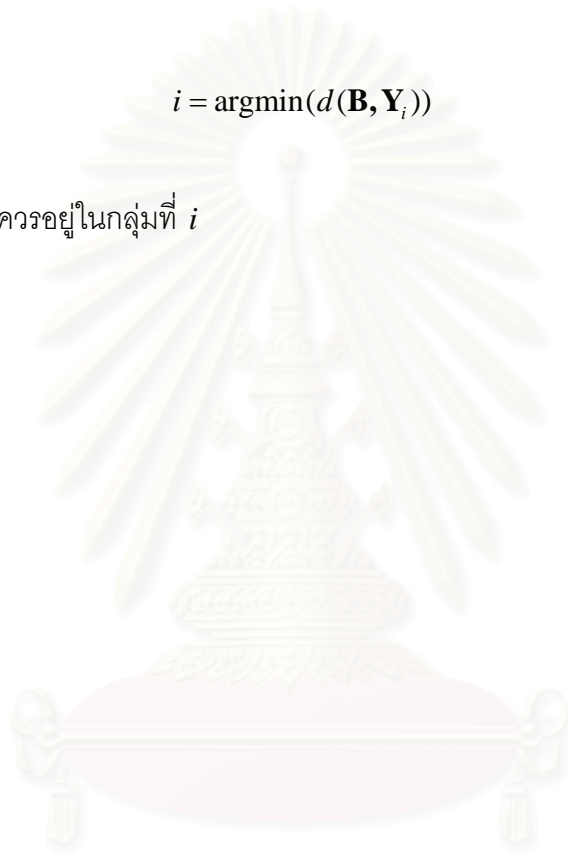 i = argmin(d(B, Y_i))
ควรอยู่ในกลุ่มที่ i